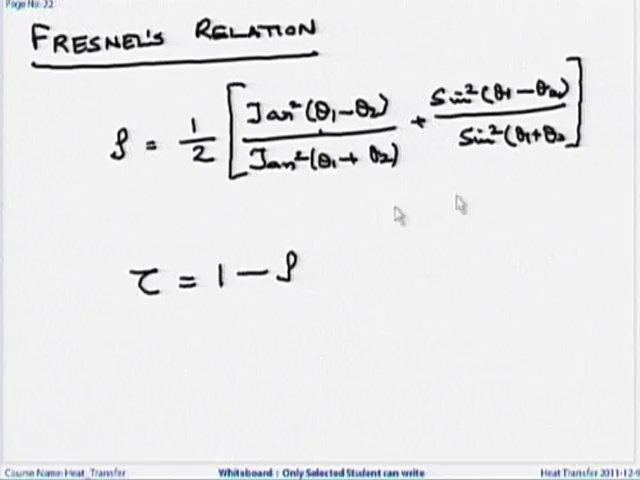 Page No: 22
FRESNEL'S RELATION
ρ = 1/2 [ Tan²(θ1-θ2) / Tan²(θ1+θ2) + Sin²(θ1-θ2) / Sin²(θ1+θ2) ]
τ = 1 - ρ
Course Name: Heat_Transfer Whiteboard : Only Selected Student can write Heat Transfer 2011-12-